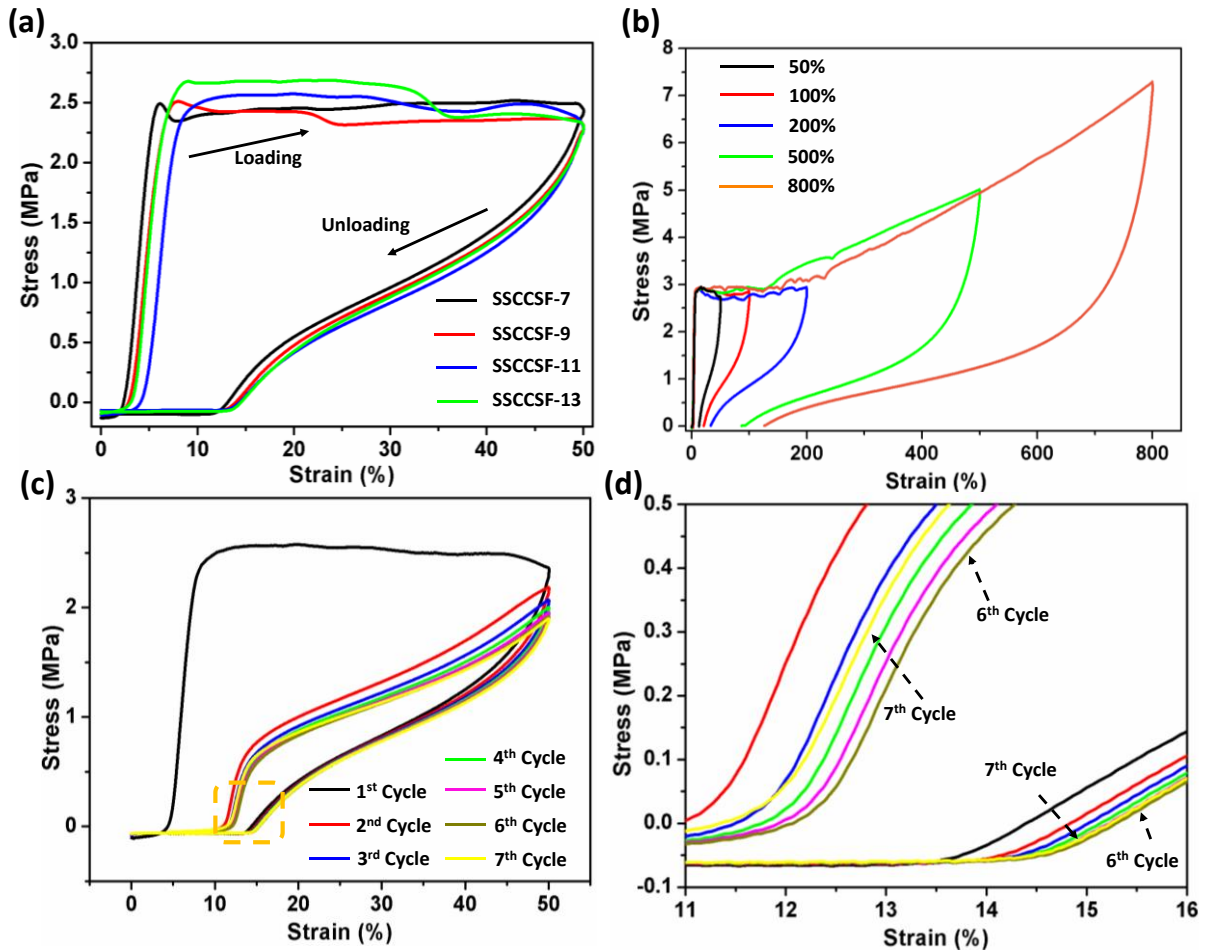 (a)
3.0
2.5
2.0
1.5
1.0
0.5
0.0
Stress (MPa)
Loading
Unloading
SSCCSF-7
SSCCSF-9
SSCCSF-11
SSCCSF-13
0 10 20 30 40 50
Strain (%)
(b)
8
7
6
5
4
3
2
1
0
Stress (MPa)
50%
100%
200%
500%
800%
0 200 400 600 800
Strain (%)
(c)
3
2
1
0
Stress (MPa)
4th Cycle
1st Cycle
5th Cycle
2nd Cycle
6th Cycle
3rd Cycle
7th Cycle
0 10 20 30 40 50
Strain (%)
(d)
0.5
0.4
0.3
0.2
0.1
0.0
-0.1
Stress (MPa)
6th Cycle
7th Cycle
7th Cycle
6th Cycle
11 12 13 14 15 16
Strain (%)